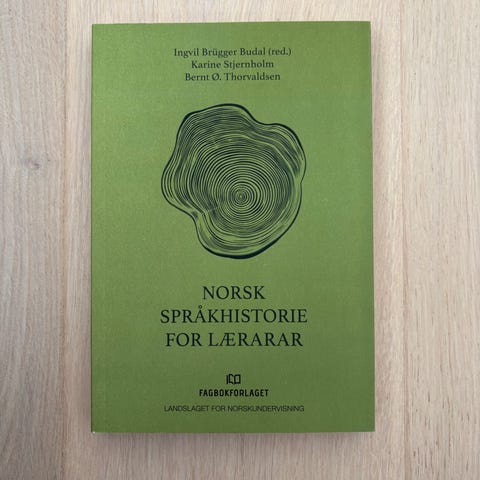 Ingvil Brügger Budal (red.)
Karine Stjernholm
Bernt Ø. Thorvaldsen
NORSK
SPRÅKHISTORIE
FOR LÆRARAR
FAGBOKFORLAGET
LANDSLAGET FOR NORSKUNDERVISNING